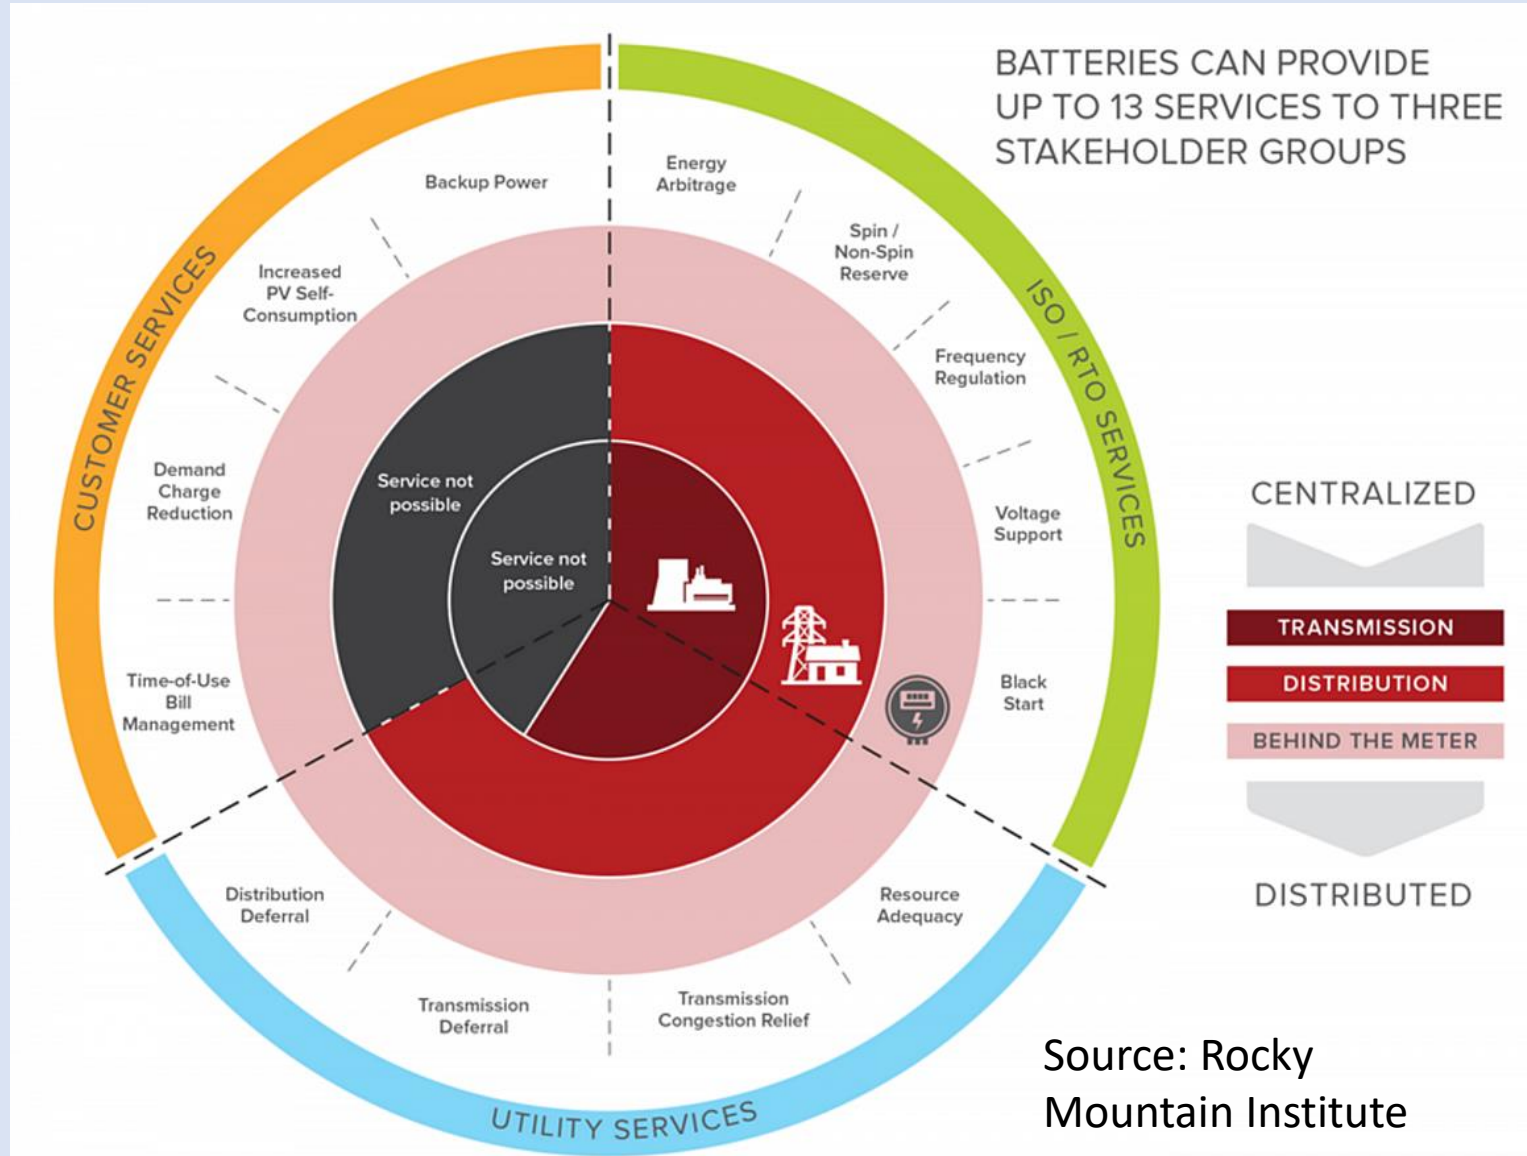 BATTERIES CAN PROVIDE
UP TO 13 SERVICES TO THREE
STAKEHOLDER GROUPS
CUSTOMER SERVICES
ISO / RTO SERVICES
UTILITY SERVICES
Backup Power
Increased
PV Self-
Consumption
Demand
Charge
Reduction
Time-of-Use
Bill
Management
Energy
Arbitrage
Spin /
Non-Spin
Reserve
Frequency
Regulation
Voltage
Support
Black
Start
Resource
Adequacy
Transmission
Congestion Relief
Transmission
Deferral
Distribution
Deferral
Service not
possible
Service not
possible
CENTRALIZED
TRANSMISSION
DISTRIBUTION
BEHIND THE METER
DISTRIBUTED
Source: Rocky
Mountain Institute